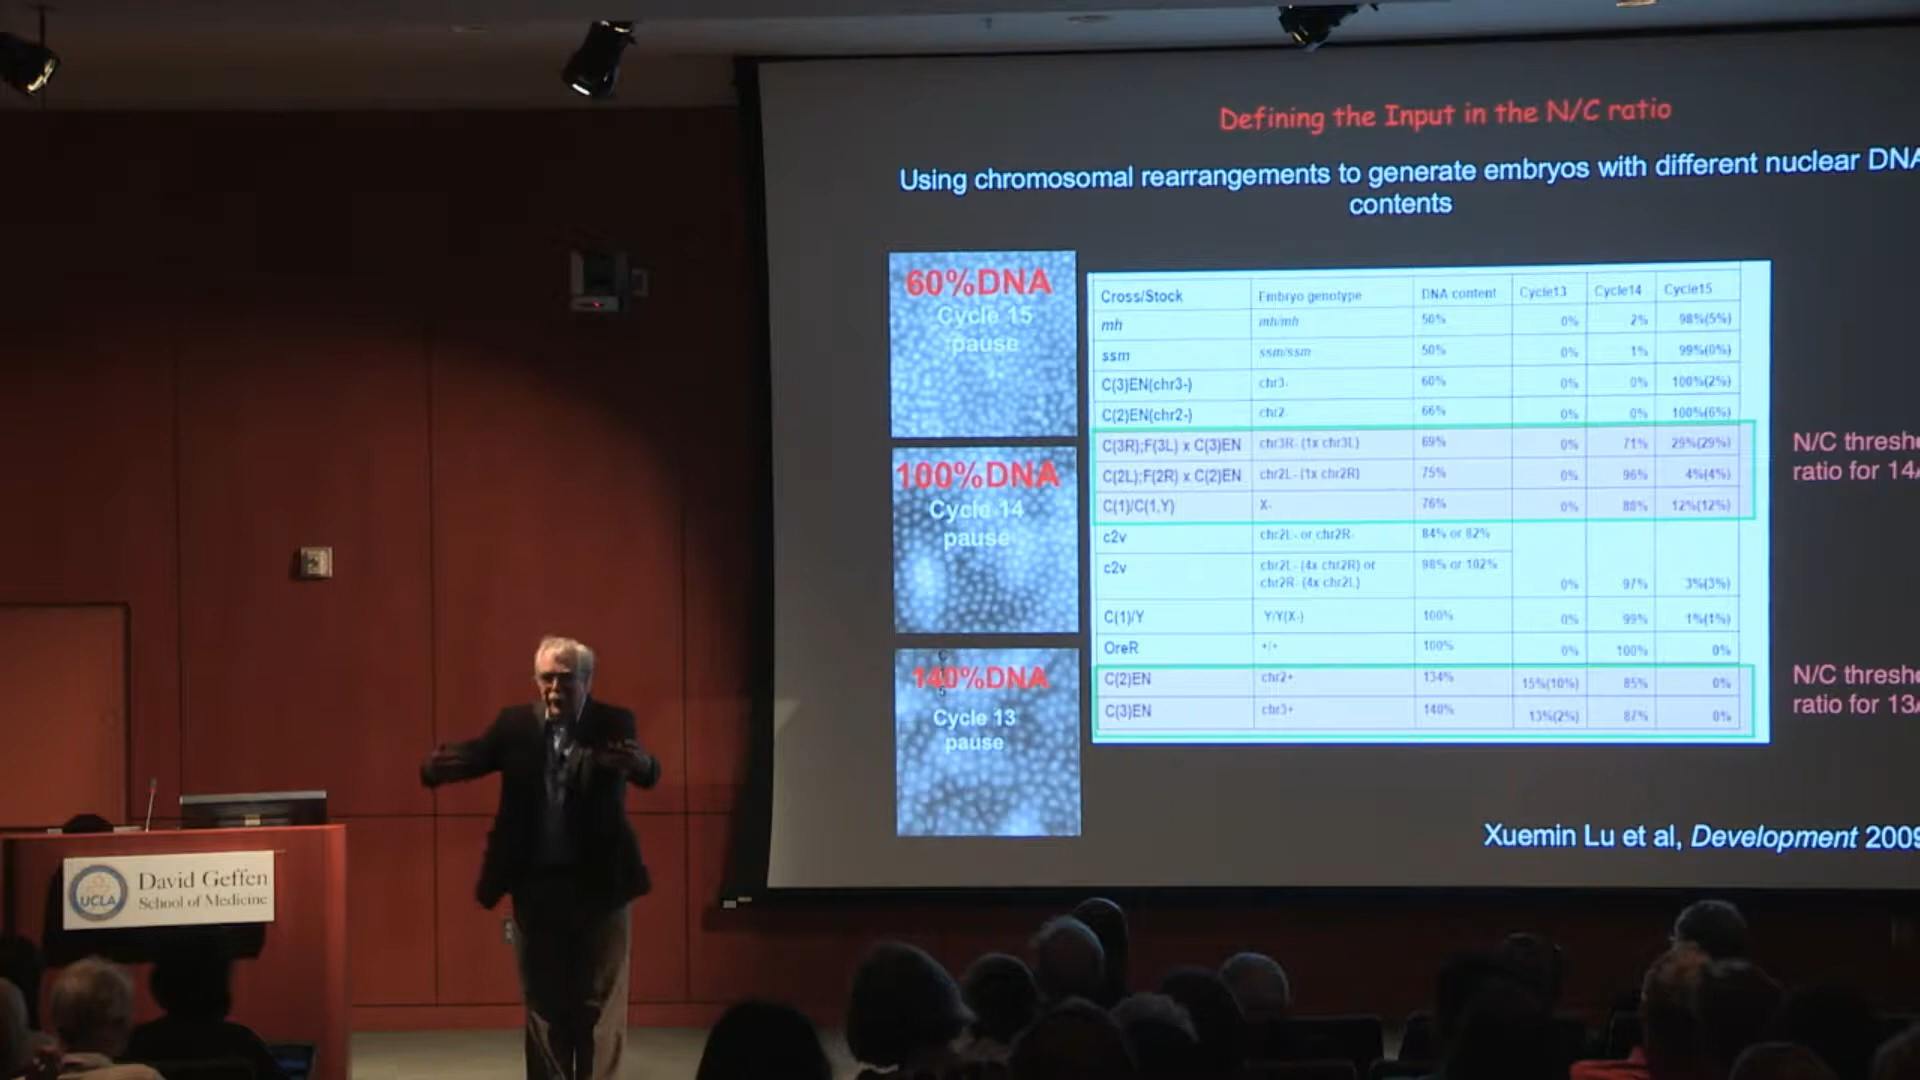 Defining the Input in the N/C ratio
Using chromosomal rearrangements to generate embryos with different nuclear DNA
contents
60%DNA
Cycle 15
pause
100%DNA
Cycle 14
pause
140%DNA
Cycle 13
pause
Cross/Stock Embryo genotype DNA content Cycle13 Cycle14 Cycle15
mh mh/mh 50% 0% 2% 98%(5%)
ssm ssm/ssm 50% 0% 1% 99%(0%)
C(3)EN(chr3-) chr3- 60% 0% 0% 100%(2%)
C(2)EN(chr2-) chr2- 66% 0% 0% 100%(6%)
C(3R);F(3L) x C(3)EN chr3R- (1x chr3L) 69% 0% 71% 29%(29%)
C(2L);F(2R) x C(2)EN chr2L- (1x chr2R) 75% 0% 96% 4%(4%)
C(1)/C(1,Y) X- 76% 0% 88% 12%(12%)
c2v chr2L- or chr2R- 84% or 82%
c2v chr2L- (4x chr2R) or 98% or 102%
chr2R- (4x chr2L) 0% 97% 3%(3%)
C(1)/Y Y/Y(X-) 100% 0% 99% 1%(1%)
OreR +/+ 100% 0% 100% 0%
C(2)EN chr2+ 134% 15%(10%) 85% 0%
C(3)EN chr3+ 140% 13%(2%) 87% 0%
N/C thresho
ratio for 14
N/C thresho
ratio for 13
Xuemin Lu et al, Development 2009
UCLA
David Geffen
School of Medicine